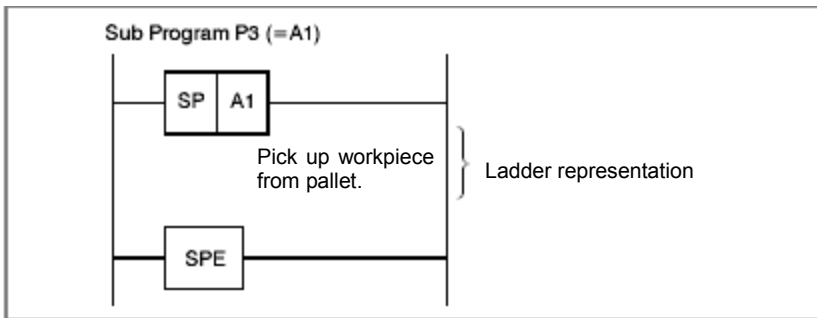 Sub Program P3 (=A1)
SP A1
Pick up workpiece
from pallet.
Ladder representation
SPE